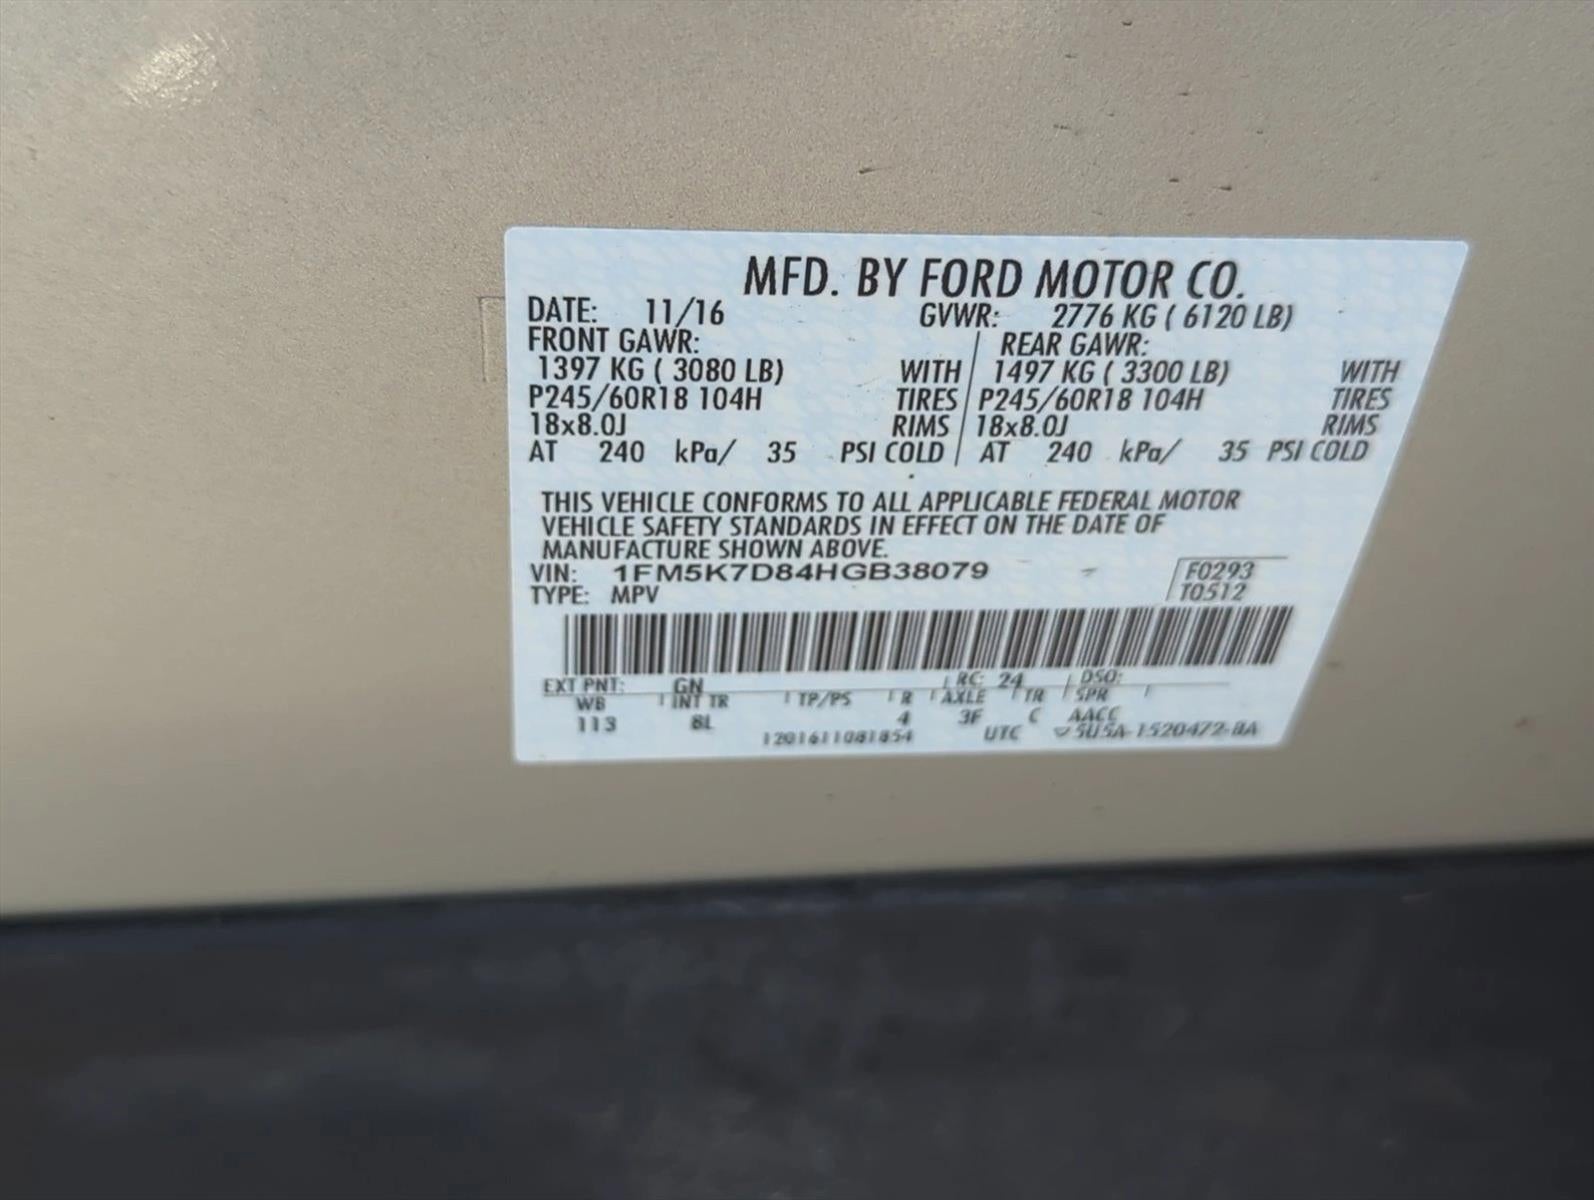 MFD. BY FORD MOTOR CO.
DATE: 11/16 GVWR: 2776 KG ( 6120 LB)
FRONT GAWR: REAR GAWR:
1397 KG ( 3080 LB) WITH 1497 KG ( 3300 LB) WITH
P245/60R18 104H TIRES P245/60R18 104H TIRES
18x8.0J RIMS 18x8.0J RIMS
AT 240 kPa/ 35 PSI COLD AT 240 kPa/ 35 PSI COLD
THIS VEHICLE CONFORMS TO ALL APPLICABLE FEDERAL MOTOR
VEHICLE SAFETY STANDARDS IN EFFECT ON THE DATE OF
MANUFACTURE SHOWN ABOVE.
VIN: 1FM5K7D84HGB38079 F0293
TYPE: MPV T0512
EXT PNT: GN RC: 24 DSO:
WB INT TR TP/PS R AXLE TR SPR
113 8L 4 3F C AACC
1201611081854 UTC 5U5A-1520472-BA